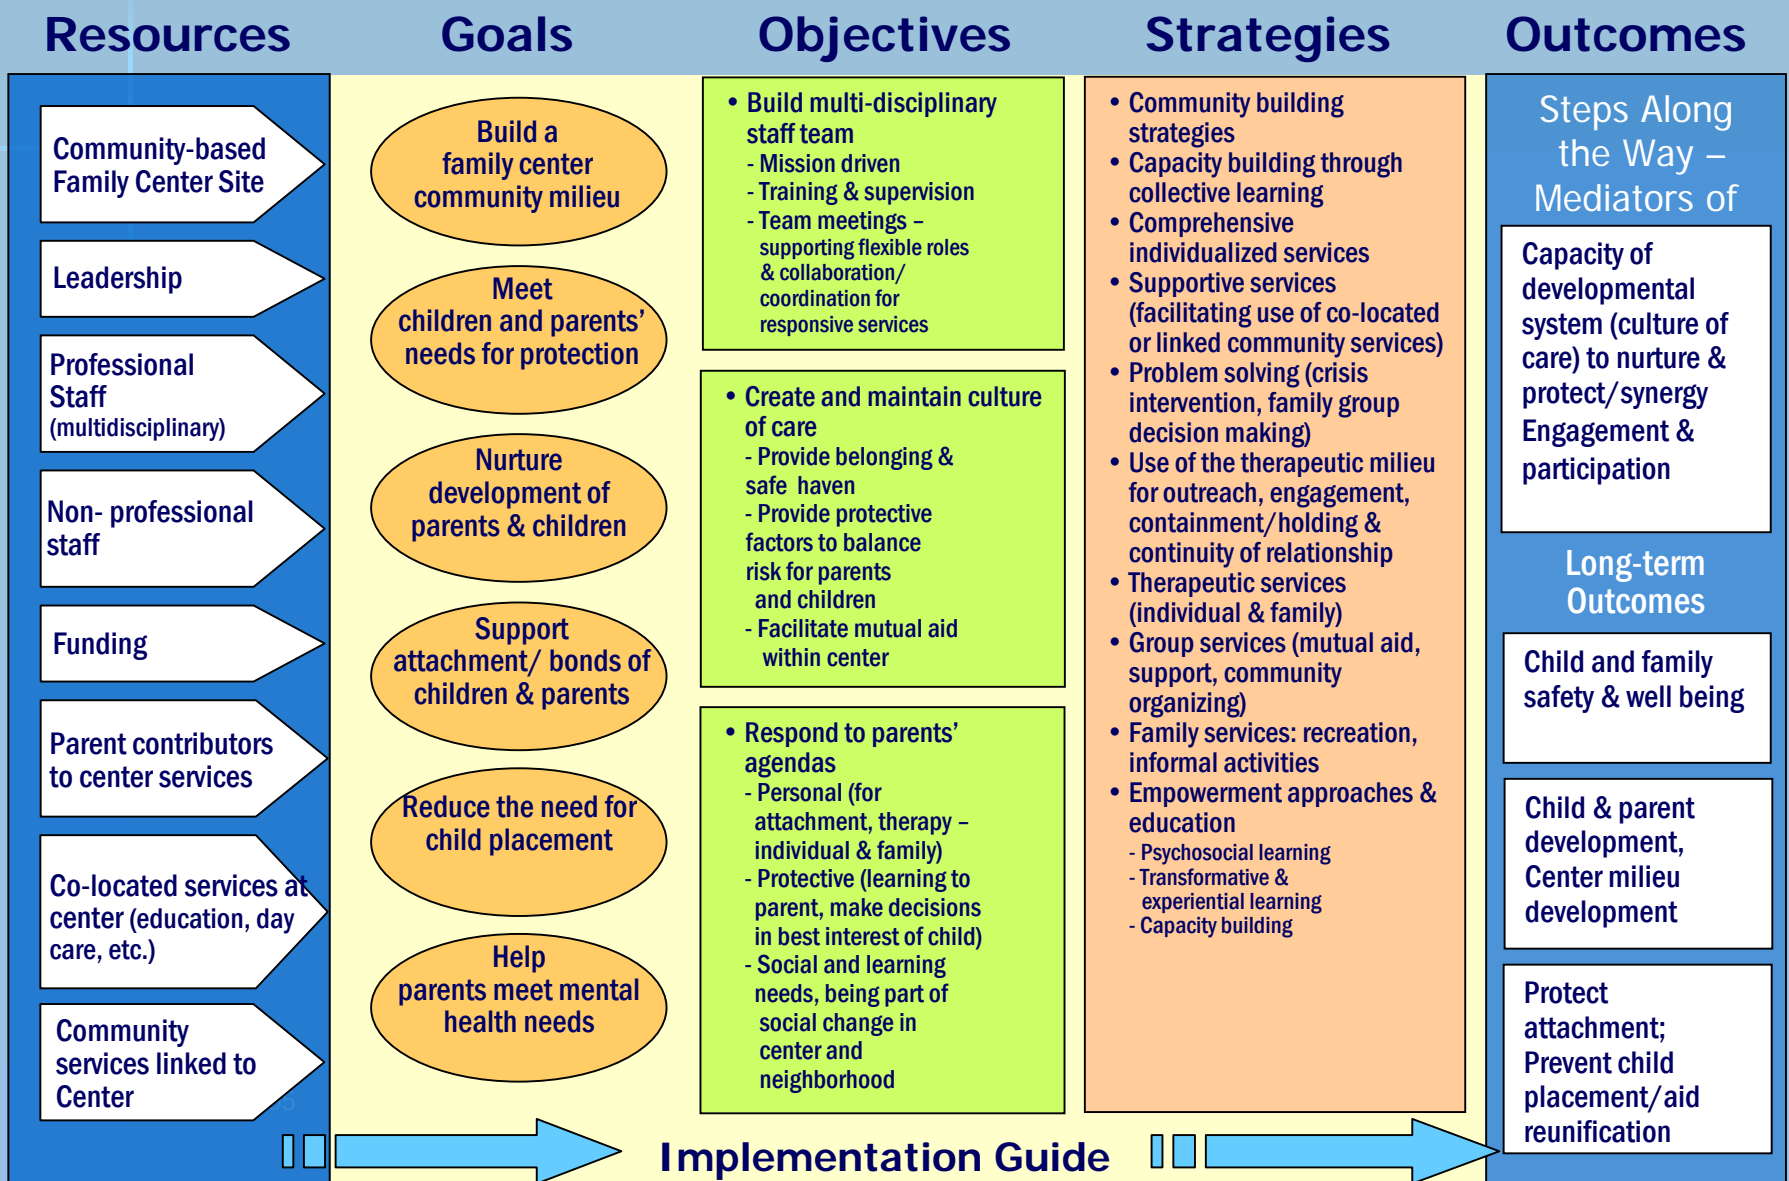 Resources
Goals
Objectives
Strategies
Outcomes
Community-based
Family Center Site
Leadership
Professional
Staff
(multidisciplinary)
Non- professional
staff
Funding
Parent contributors
to center services
Co-located services at
center (education, day
care, etc.)
Community
services linked to
Center
35
Build a
family center
community milieu
Meet
children and parents’
needs for protection
Nurture
development of
parents & children
Support
attachment/ bonds of
children & parents
Reduce the need for
child placement
Help
parents meet mental
health needs
• Build multi-disciplinary
staff team
- Mission driven
- Training & supervision
- Team meetings –
supporting flexible roles
& collaboration/
coordination for
responsive services
• Create and maintain culture
of care
- Provide belonging &
safe haven
- Provide protective
factors to balance
risk for parents
and children
- Facilitate mutual aid
within center
• Respond to parents’
agendas
- Personal (for
attachment, therapy –
individual & family)
- Protective (learning to
parent, make decisions
in best interest of child)
- Social and learning
needs, being part of
social change in
center and
neighborhood
• Community building
strategies
• Capacity building through
collective learning
• Comprehensive
individualized services
• Supportive services
(facilitating use of co-located
or linked community services)
• Problem solving (crisis
intervention, family group
decision making)
• Use of the therapeutic milieu
for outreach, engagement,
containment/holding &
continuity of relationship
• Therapeutic services
(individual & family)
• Group services (mutual aid,
support, community
organizing)
• Family services: recreation,
informal activities
• Empowerment approaches &
education
- Psychosocial learning
- Transformative &
experiential learning
- Capacity building
Steps Along
the Way –
Mediators of
Capacity of
developmental
system (culture of
care) to nurture &
protect/synergy
Engagement &
participation
Long-term
Outcomes
Child and family
safety & well being
Child & parent
development,
Center milieu
development
Protect
attachment;
Prevent child
placement/aid
reunification
Implementation Guide